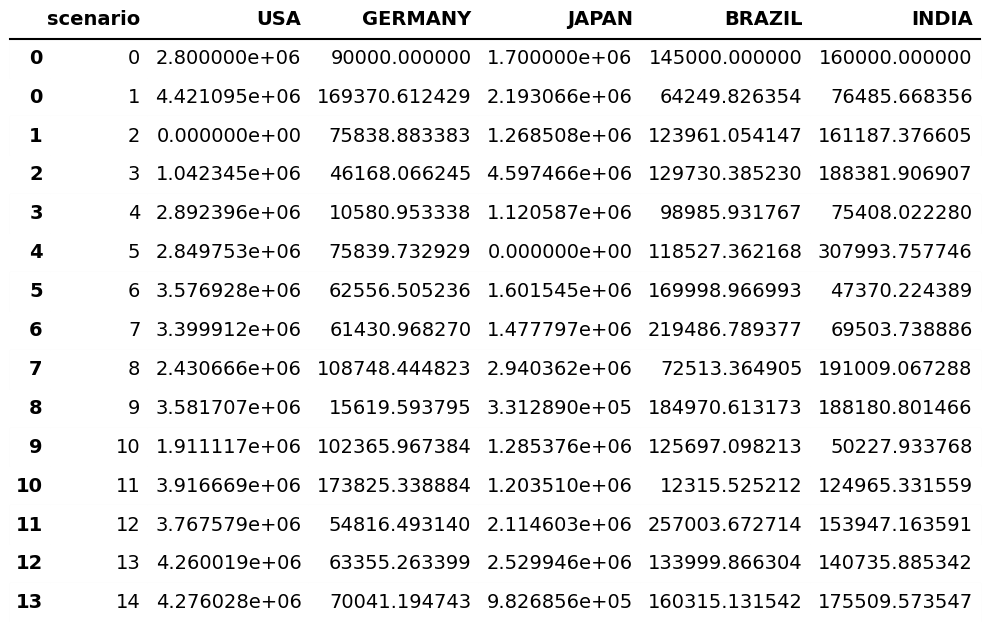 scenario USA GERMANY JAPAN BRAZIL INDIA
0 0 2.800000e+06 90000.000000 1.700000e+06 145000.000000 160000.000000
0 1 4.421095e+06 169370.612429 2.193066e+06 64249.826354 76485.668356
1 2 0.000000e+00 75838.883383 1.268508e+06 123961.054147 161187.376605
2 3 1.042345e+06 46168.066245 4.597466e+06 129730.385230 188381.906907
3 4 2.892396e+06 10580.953338 1.120587e+06 98985.931767 75408.022280
4 5 2.849753e+06 75839.732929 0.000000e+00 118527.362168 307993.757746
5 6 3.576928e+06 62556.505236 1.601545e+06 169998.966993 47370.224389
6 7 3.399912e+06 61430.968270 1.477797e+06 219486.789377 69503.738886
7 8 2.430666e+06 108748.444823 2.940362e+06 72513.364905 191009.067288
8 9 3.581707e+06 15619.593795 3.312890e+05 184970.613173 188180.801466
9 10 1.911117e+06 102365.967384 1.285376e+06 125697.098213 50227.933768
10 11 3.916669e+06 173825.338884 1.203510e+06 12315.525212 124965.331559
11 12 3.767579e+06 54816.493140 2.114603e+06 257003.672714 153947.163591
12 13 4.260019e+06 63355.263399 2.529946e+06 133999.866304 140735.885342
13 14 4.276028e+06 70041.194743 9.826856e+05 160315.131542 175509.573547